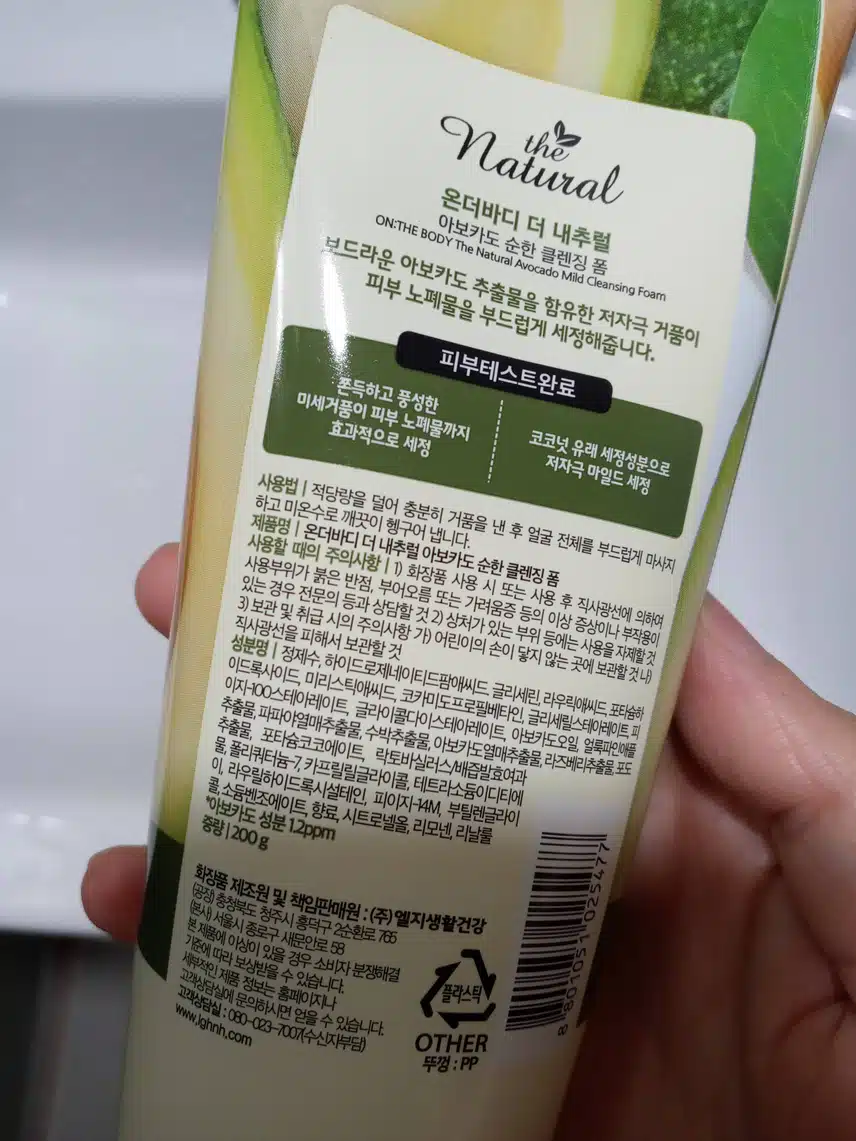 the
Natural
온더바디 더 내추럴
아보카도 순한 클렌징 폼
ON:THE BODY The Natural Avocado Mild Cleansing Foam
보드라운 아보카도 추출물을 함유한 저자극 거품이
피부 노폐물을 부드럽게 세정해줍니다.
피부테스트완료
쫀득하고 풍성한
미세거품이 피부 노폐물까지
효과적으로 세정
코코넛 유래 세정성분으로
저자극 마일드 세정
사용법 | 적당량을 덜어 충분히 거품을 낸 후 얼굴 전체를 부드럽게 마사지
하고 미온수로 깨끗이 헹구어 냅니다.
제품명 | 온더바디 더 내추럴 아보카도 순한 클렌징 폼
사용할 때의 주의사항 | 1) 화장품 사용 시 또는 사용 후 직사광선에 의하여
사용부위가 붉은 반점, 부어오름 또는 가려움증 등의 이상 증상이나 부작용이
있는 경우 전문의 등과 상담할 것 2) 상처가 있는 부위 등에는 사용을 자제할 것
3) 보관 및 취급 시의 주의사항 가) 어린이의 손이 닿지 않는 곳에 보관할 것 나)
직사광선을 피해서 보관할 것
성분명 | 정제수, 하이드로제네이티드팜애씨드, 글리세린, 라우릭애씨드, 포타슘하
이드록사이드, 미리스틱애씨드, 코카미도프로필베타인, 글리세릴스테아레이트, 피
이지-100스테아레이트, 글라이콜다이스테아레이트, 아보카도오일, 얼룩파인애플
추출물, 파파야열매추출물, 수박추출물, 아보카도열매추출물, 라즈베리추출물, 포도
추출물, 포타슘코코에이트, 락토바실러스/배즙발효여과
물, 폴리쿼터늄-7, 카프릴릴글라이콜, 테트라소듐이디티에
이, 라우릴하이드록시설테인, 피이지-14M, 부틸렌글라이
콜, 소듐벤조에이트, 향료, 시트로넬올, 리모넨, 리날룰
*아보카도 성분 1.2ppm
중량 | 200 g
화장품 제조원 및 책임판매원 : (주)엘지생활건강
(공장) 충청북도 청주시 흥덕구 2순환로 765
(본사) 서울시 종로구 새문안로 58
본 제품에 이상이 있을 경우 소비자 분쟁해결
기준에 따라 보상받을 수 있습니다.
세부적인 제품 정보는 홈페이지나
고객상담실에 문의하시면 얻을 수 있습니다.
고객상담실 : 080-023-7007(수신자부담)
www.lghnh.com
플라스틱
OTHER
뚜껑 : PP
8 801051 025477